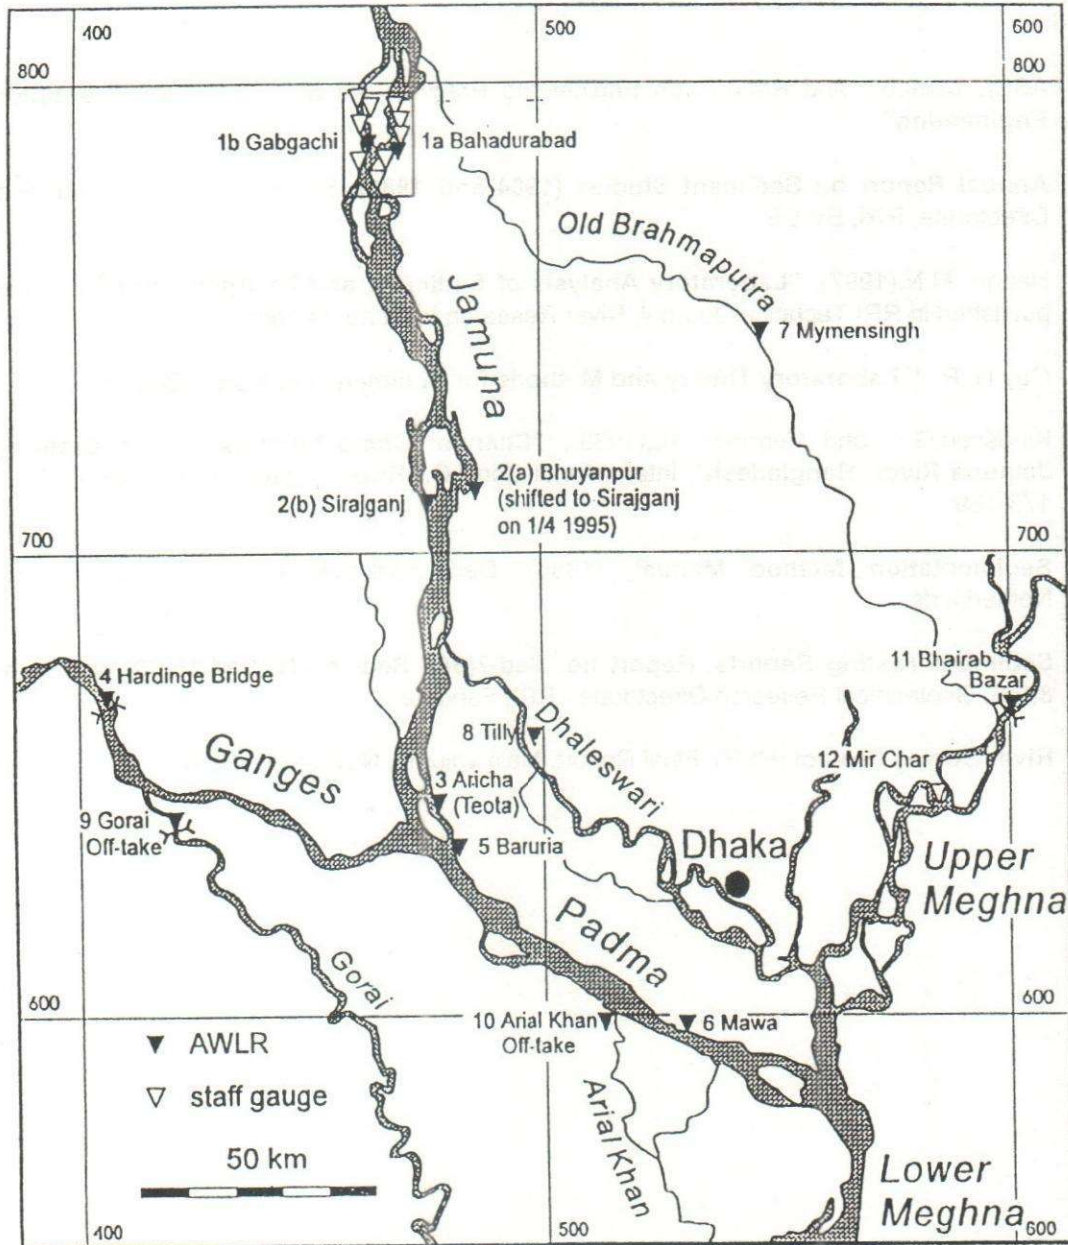 400
500
600
800
800
1b Gabgachi
1a Bahadurabad
Old Brahmaputra
Jamuna
7 Mymensingh
2(a) Bhuyanpur
(shifted to Sirajganj
on 1/4 1995)
2(b) Sirajganj
700
700
11 Bhairab
Bazar
4 Hardinge Bridge
Ganges
8 Tilly
Dhaleswari
12 Mir Char
3 Aricha
(Teota)
9 Gorai
Off-take
5 Baruria
Dhaka
Upper
Meghna
Padma
Gorai
600
600
10 Arial Khan
Off-take
6 Mawa
AWLR
staff gauge
Arial Khan
50 km
Lower
Meghna
400
500
600